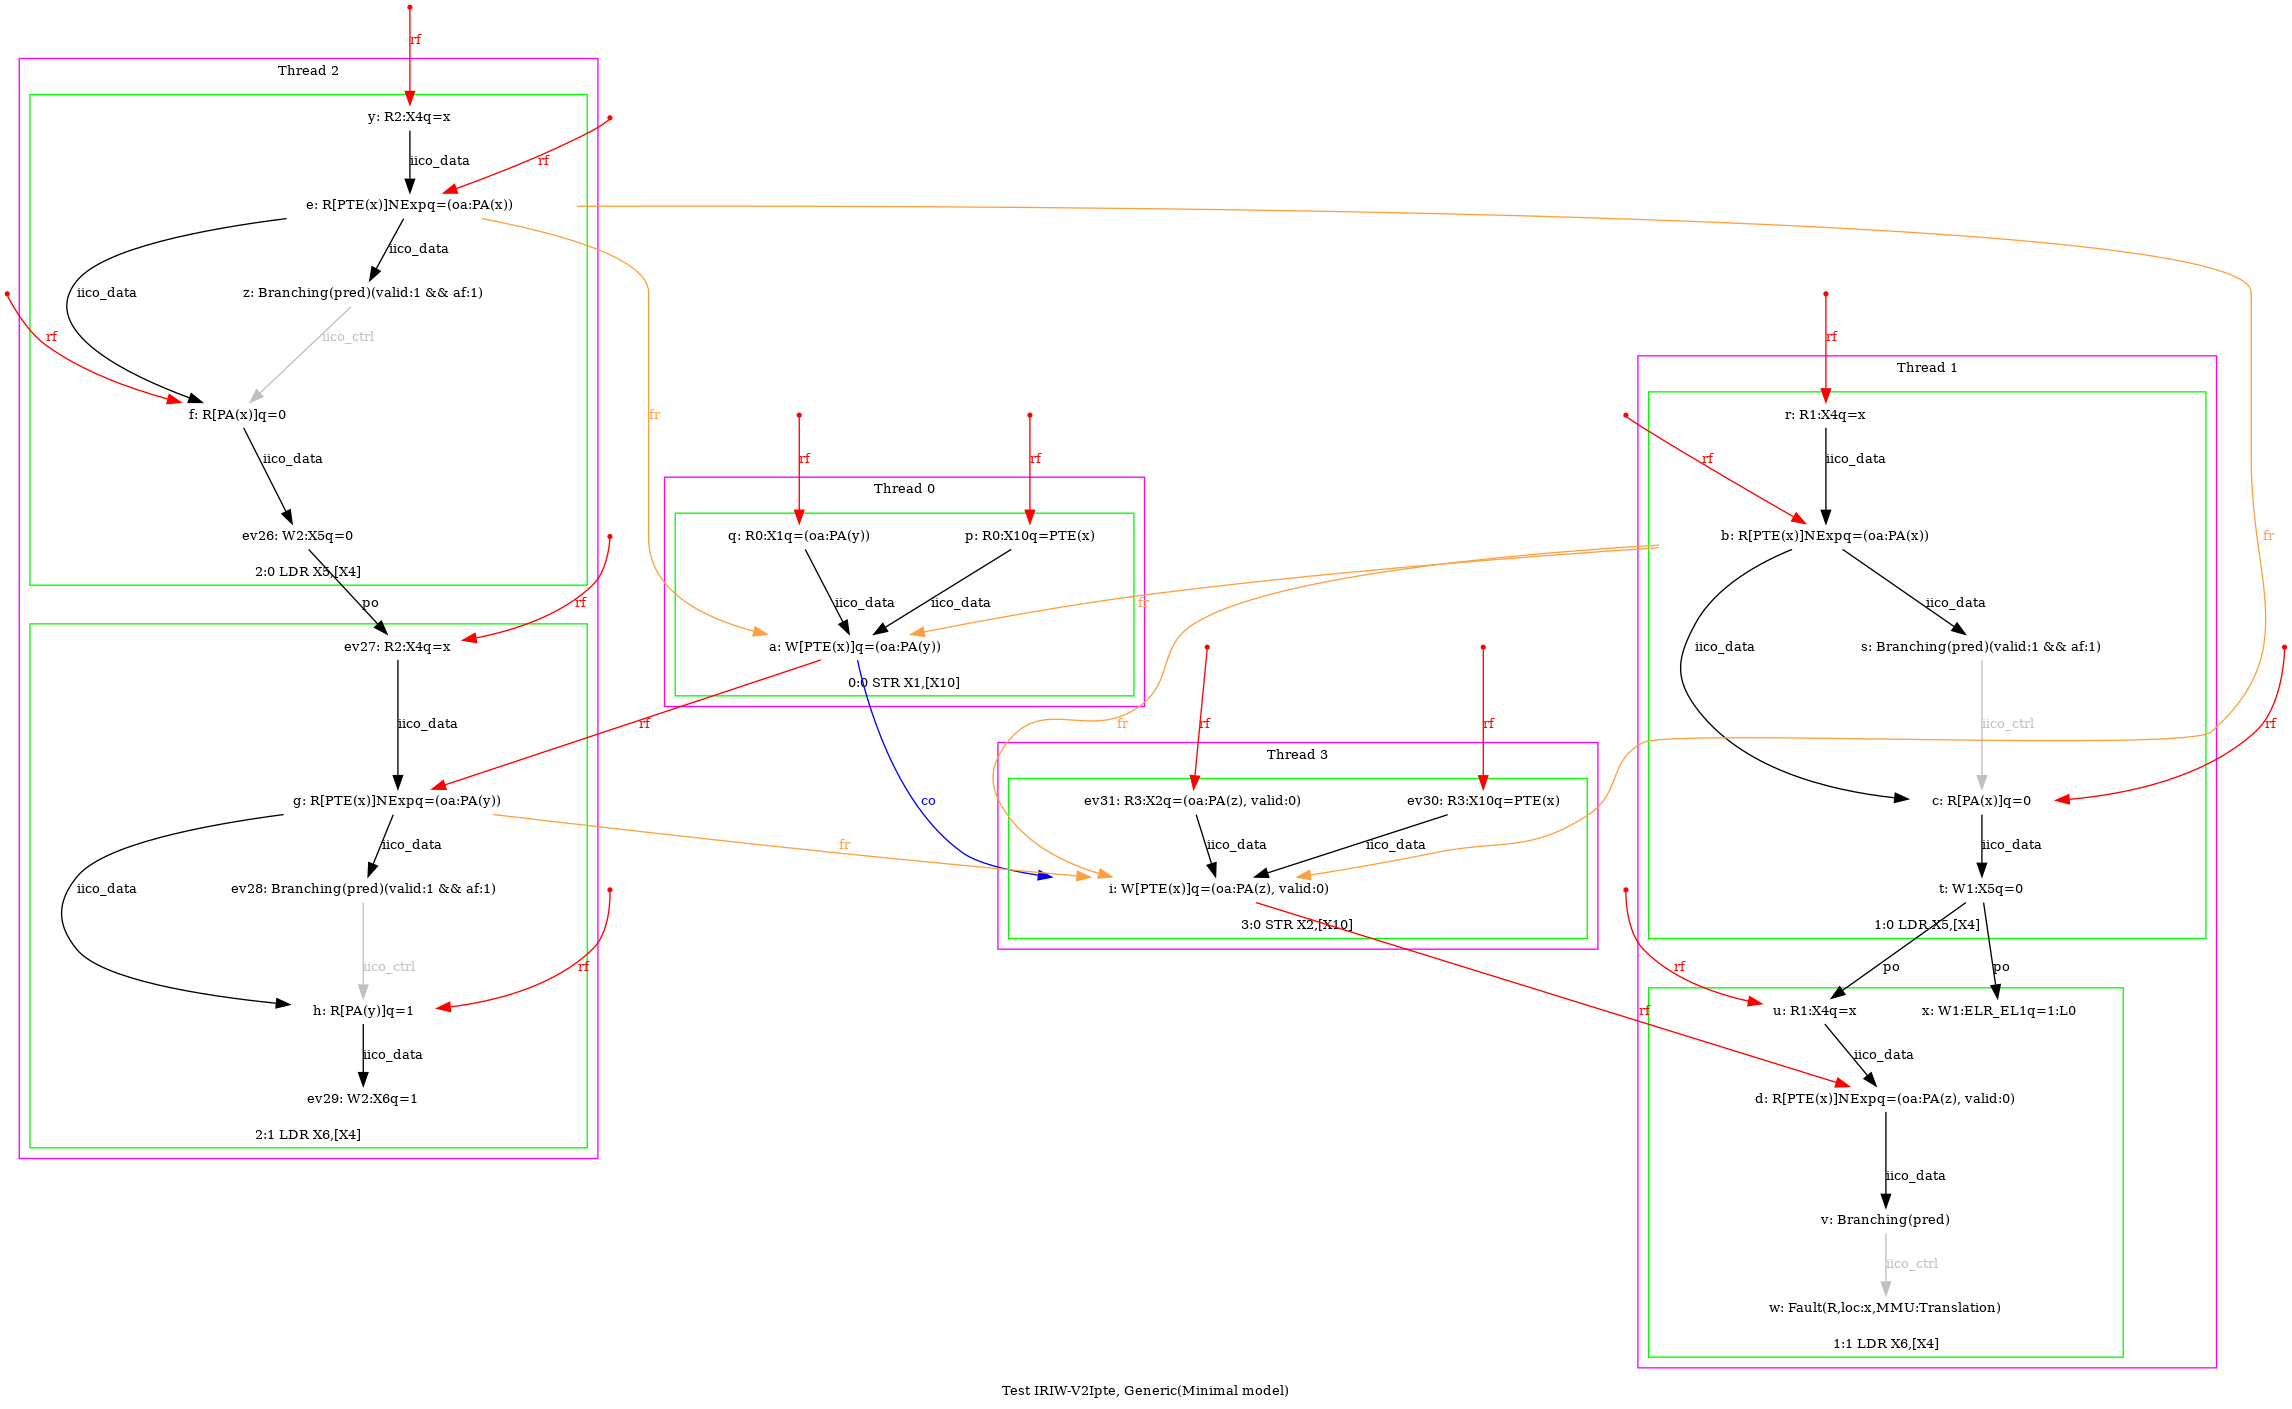 rf
Thread 2
y: R2:X4q=x
iico_data
rf
e: R[PTE(x)]NExpq=(oa:PA(x))
iico_data
iico_data
z: Branching(pred)(valid:1 && af:1)
rf
iico_ctrl
f: R[PA(x)]q=0
fr
iico_data
ev26: W2:X5q=0
2:0 LDR X5,[X4]
po
rf
ev27: R2:X4q=x
iico_data
rf
g: R[PTE(x)]NExpq=(oa:PA(y))
iico_data
fr
iico_data
ev28: Branching(pred)(valid:1 && af:1)
iico_ctrl
rf
h: R[PA(y)]q=1
iico_data
ev29: W2:X6q=1
2:1 LDR X6,[X4]
rf
rf
Thread 0
q: R0:X1q=(oa:PA(y))
p: R0:X10q=PTE(x)
iico_data
iico_data
fr
a: W[PTE(x)]q=(oa:PA(y))
0:0 STR X1,[X10]
co
fr
rf
rf
Thread 3
ev31: R3:X2q=(oa:PA(z), valid:0)
ev30: R3:X10q=PTE(x)
iico_data
iico_data
i: W[PTE(x)]q=(oa:PA(z), valid:0)
3:0 STR X2,[X10]
rf
rf
Thread 1
r: R1:X4q=x
rf
iico_data
fr
b: R[PTE(x)]NExpq=(oa:PA(x))
iico_data
iico_data
s: Branching(pred)(valid:1 && af:1)
iico_ctrl
rf
c: R[PA(x)]q=0
iico_data
t: W1:X5q=0
1:0 LDR X5,[X4]
rf
po
po
u: R1:X4q=x
x: W1:ELR_EL1q=1:L0
iico_data
d: R[PTE(x)]NExpq=(oa:PA(z), valid:0)
iico_data
v: Branching(pred)
iico_ctrl
w: Fault(R,loc:x,MMU:Translation)
1:1 LDR X6,[X4]
Test IRIW-V2Ipte, Generic(Minimal model)